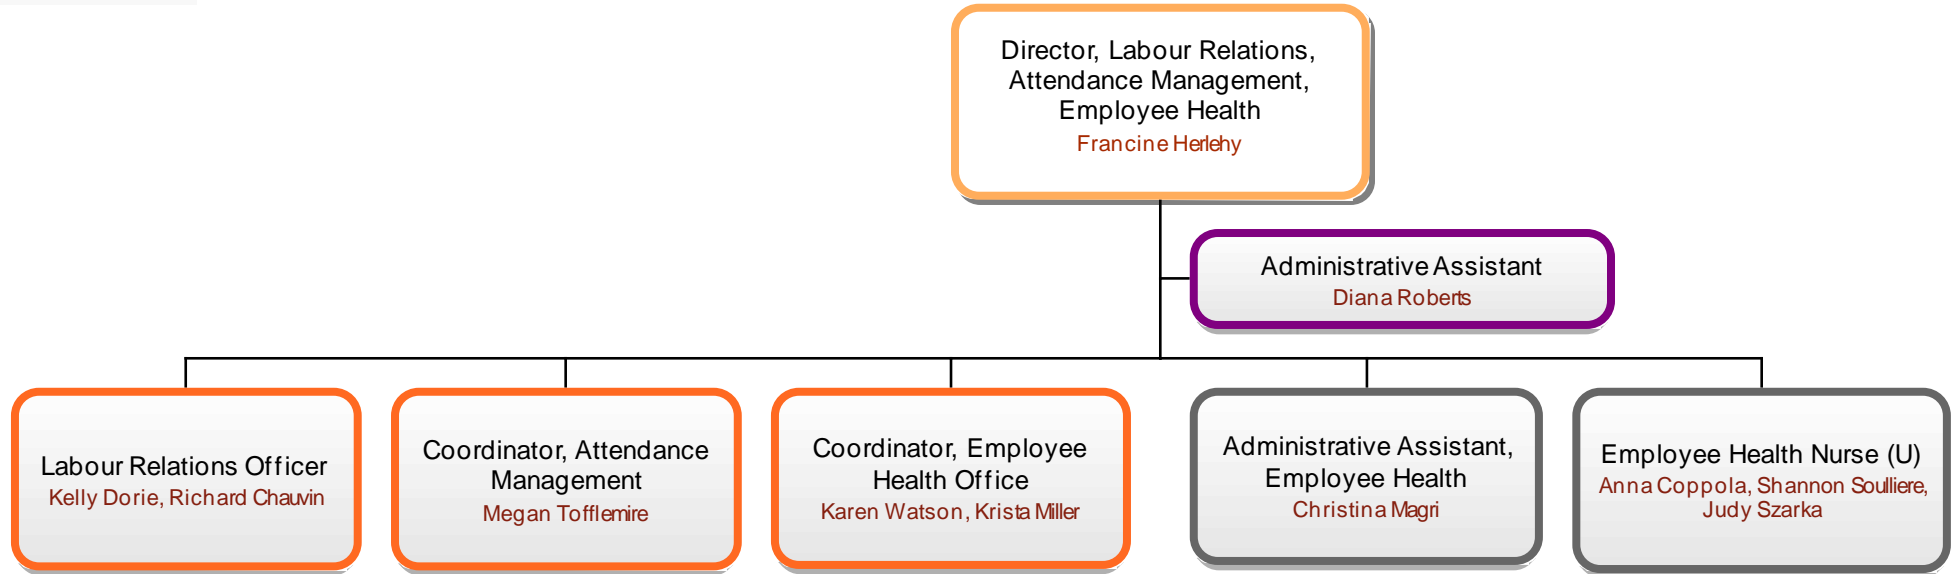 Director, Labour Relations,
Attendance Management,
Employee Health
Francine Herlehy
Administrative Assistant
Diana Roberts
Labour Relations Officer
Kelly Dorie, Richard Chauvin
Coordinator, Attendance
Management
Megan Tofflemire
Coordinator, Employee
Health Office
Karen Watson, Krista Miller
Administrative Assistant,
Employee Health
Christina Magri
Employee Health Nurse (U)
Anna Coppola, Shannon Soulliere,
Judy Szarka